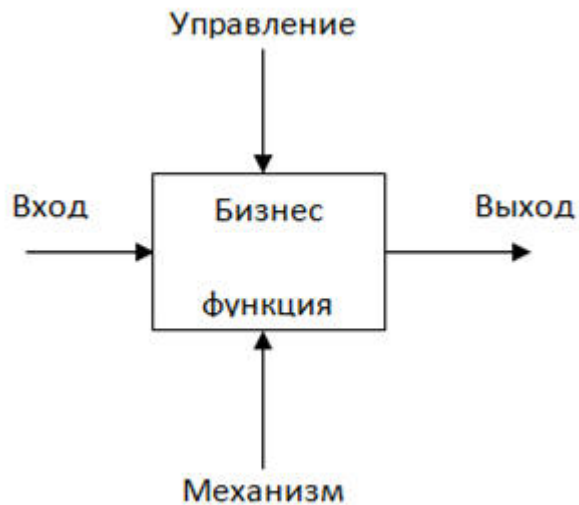 Управление
Вход
Бизнес
Выход
функция
Механизм